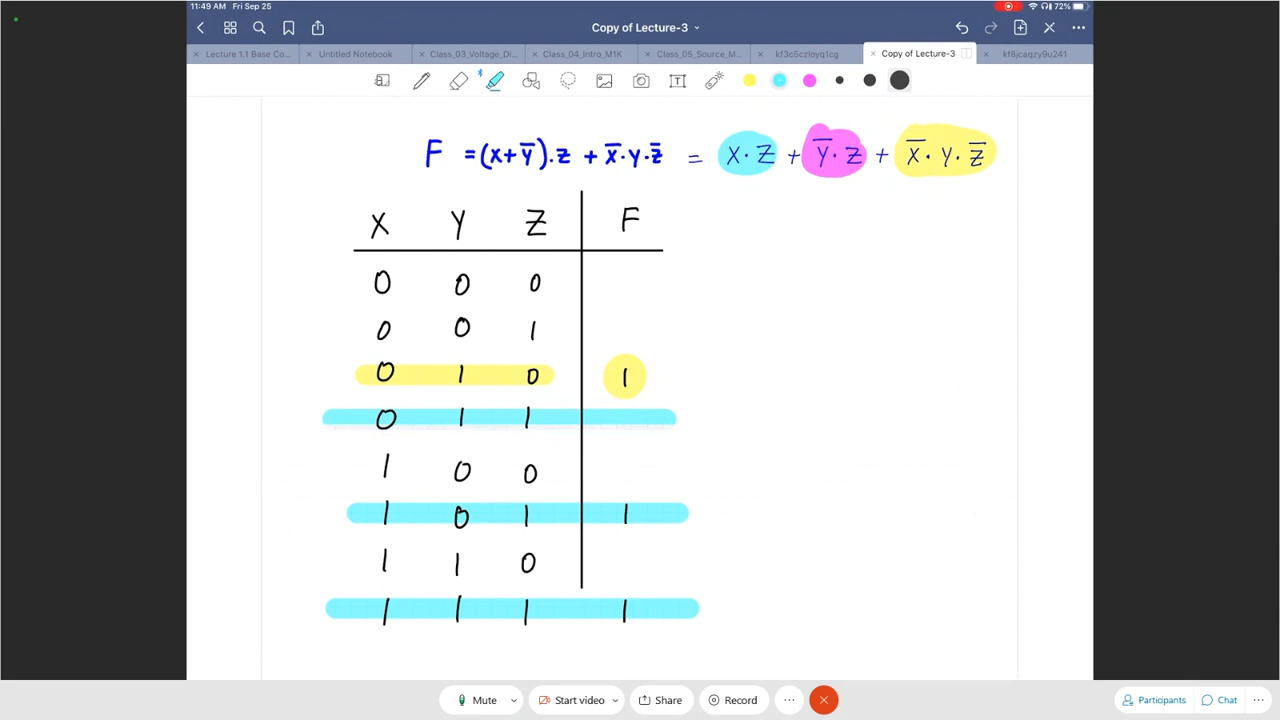 11:49 AM Fri Sep 25
72%
Copy of Lecture-3
Lecture 1.1 Base Co...
Untitled Notebook
Class_03_Voltage_Di...
Class_04_Intro_M1K
Class_05_Source_M...
kf3c5czloyq1cg
Copy of Lecture-3
kf8jcaqzy9u241
F = (x+y̅).z + x̅.y.z̅ = x.z + y̅.z + x̅.y.z̅
X Y Z F
0 0 0
0 0 1
0 1 0 1
0 1 1
1 0 0
1 0 1 1
1 1 0
1 1 1 1
Mute
Start video
Share
Record
Participants
Chat